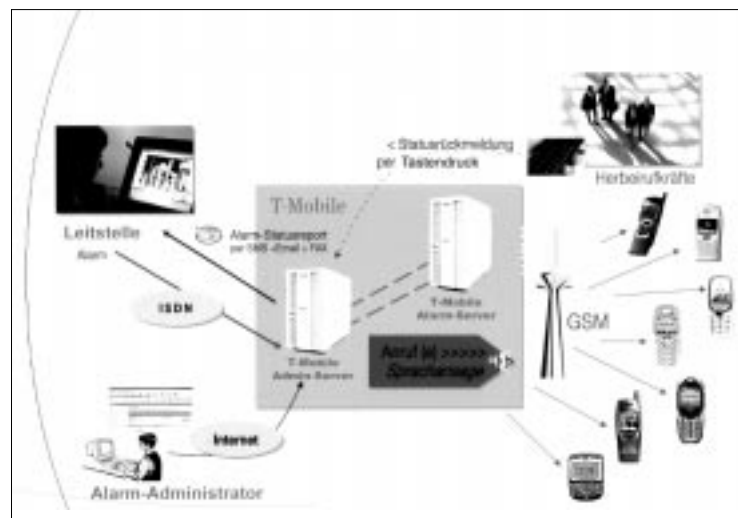 < Statusrückmeldung
per Tastendruck
Herbeirufkräfte
T-Mobile
Leitstelle
Alarm
Alarm-Statusreport
per SMS + Email + FAX
ISDN
T-Mobile
Alarm-Server
GSM
T-Mobile
Admin-Server
Anruf (e) >>>>>
Sprachansage
Internet
Alarm-Administrator